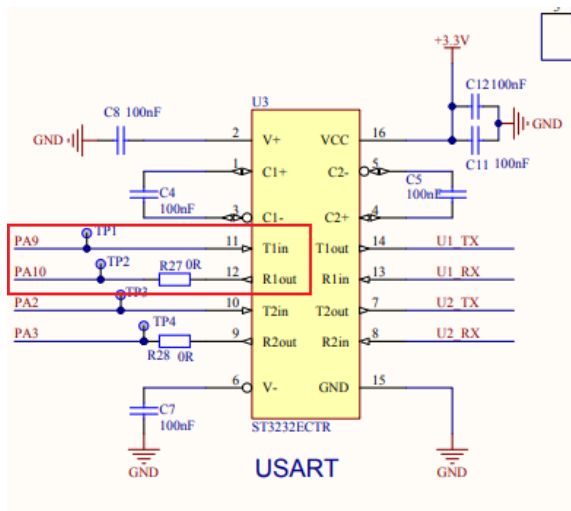 +3.3V
C12 100nF
GND
C11 100nF
U3
C8 100nF
GND
2 V+ VCC 16
1 C1+ C2- 5
C4
100nF
C5
100nF
3 C1- C2+ 4
PA9 TP1 11 T1in T1out 14 U1_TX
PA10 TP2 R27 0R 12 R1out R1in 13 U1_RX
PA2 TP3 10 T2in T2out 7 U2_TX
PA3 TP4 9 R2out R2in 8 U2_RX
R28 0R
6 V- GND 15
C7
100nF
ST3232ECTR
GND
USART
GND